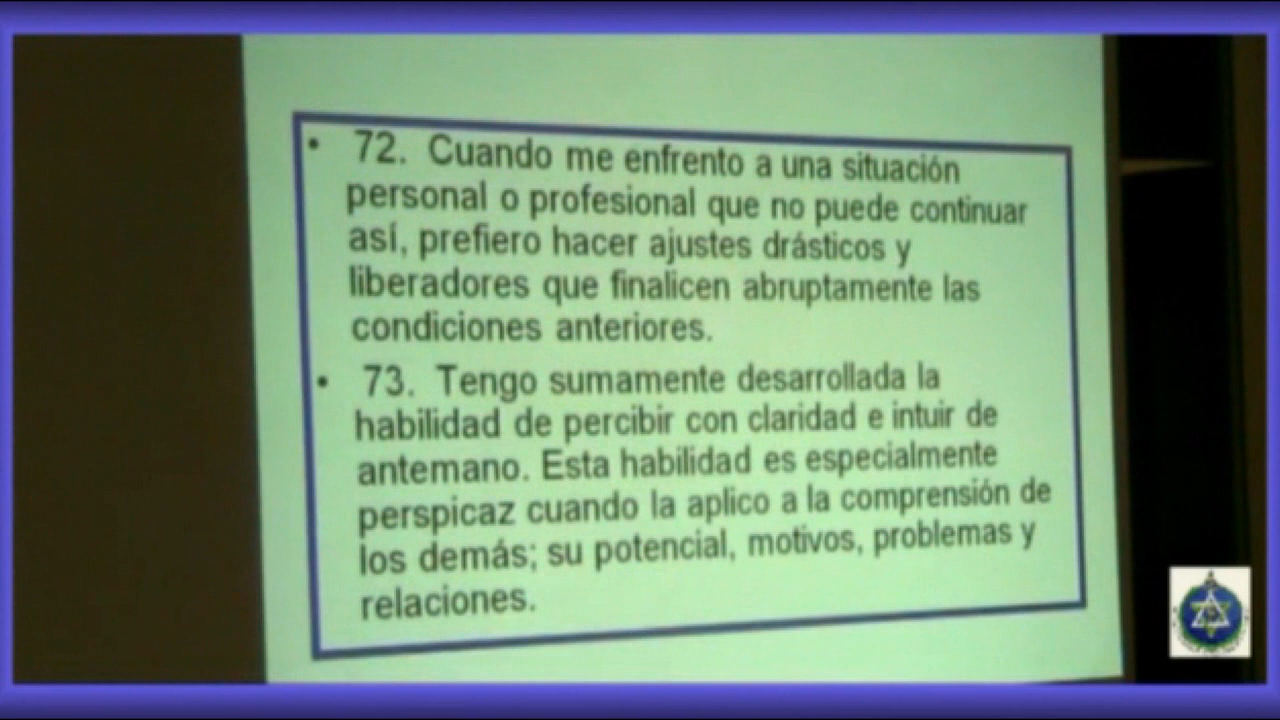 • 72. Cuando me enfrento a una situación
personal o profesional que no puede continuar
así, prefiero hacer ajustes drásticos y
liberadores que finalicen abruptamente las
condiciones anteriores.
• 73. Tengo sumamente desarrollada la
habilidad de percibir con claridad e intuir de
antemano. Esta habilidad es especialmente
perspicaz cuando la aplico a la comprensión de
los demás; su potencial, motivos, problemas y
relaciones.